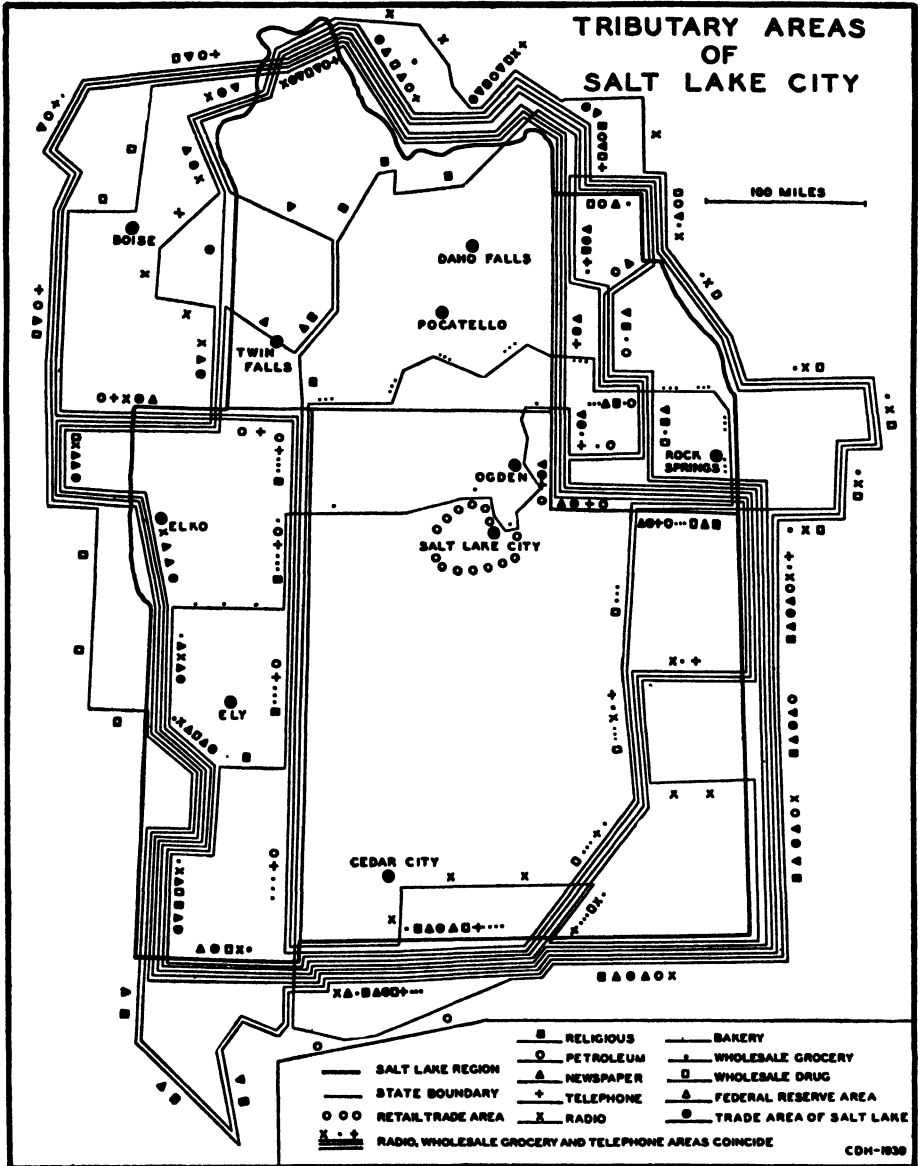 TRIBUTARY AREAS
OF
SALT LAKE CITY
100 MILES
BOISE
DAHO FALLS
POCATELLO
TWIN
FALLS
ROCK
SPRINGS
OGDEN
ELKO
SALT LAKE CITY
ELY
CEDAR CITY
SALT LAKE REGION
STATE BOUNDARY
RETAIL TRADE AREA
RADIO, WHOLESALE GROCERY AND TELEPHONE AREAS COINCIDE
RELIGIOUS
PETROLEUM
NEWSPAPER
TELEPHONE
RADIO
BAKERY
WHOLESALE GROCERY
WHOLESALE DRUG
FEDERAL RESERVE AREA
TRADE AREA OF SALT LAKE
CDH-1939